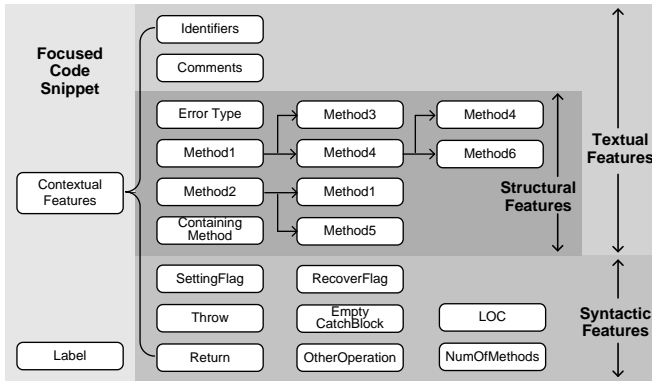 Focused
Code
Snippet
Contextual
Features
Label
Identifiers
Comments
Error Type
Method3
Method4
Method1
Method4
Method6
Method2
Method1
Containing
Method
Method5
Structural
Features
Textual
Features
SettingFlag
RecoverFlag
Throw
Empty
CatchBlock
LOC
Return
OtherOperation
NumOfMethods
Syntactic
Features